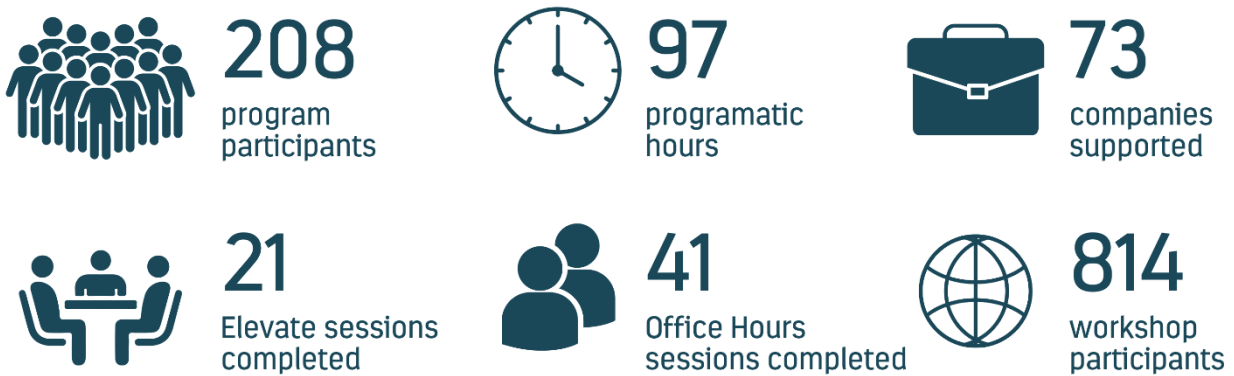 208
program
participants
97
programatic
hours
73
companies
supported
21
Elevate sessions
completed
41
Office Hours
sessions completed
814
workshop
participants